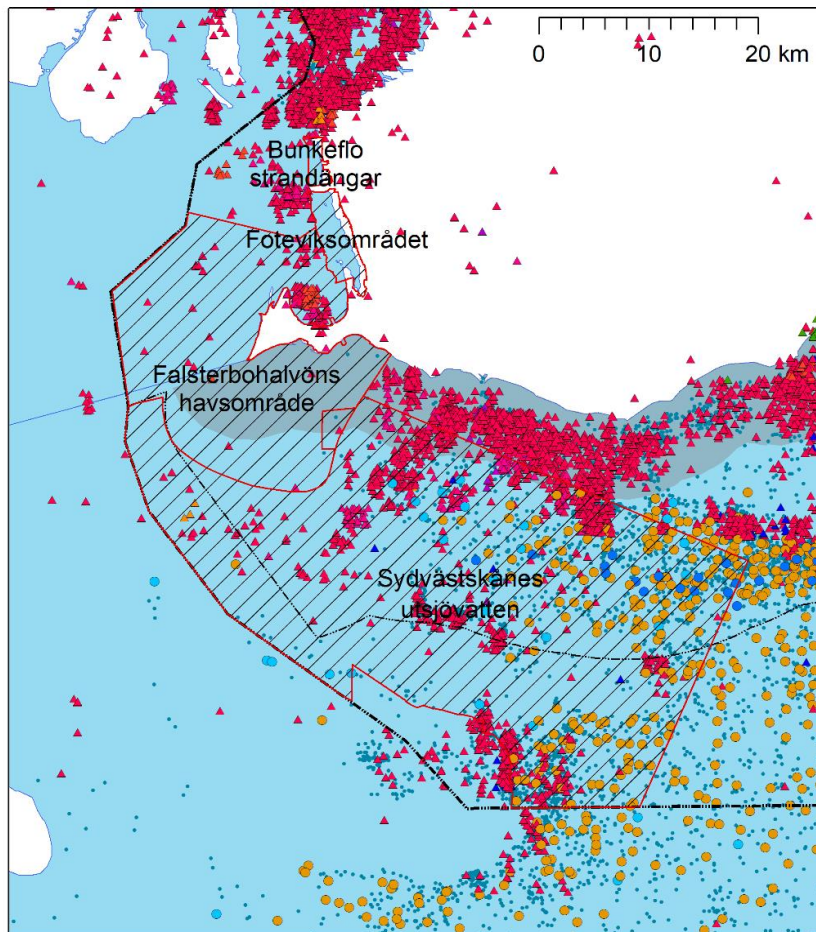 0 10 20 km
Bunkeflo
strandängar
Foteviksområdet
Falsterbohalvöns
havsområde
Sydvästskånes
utsjövatten